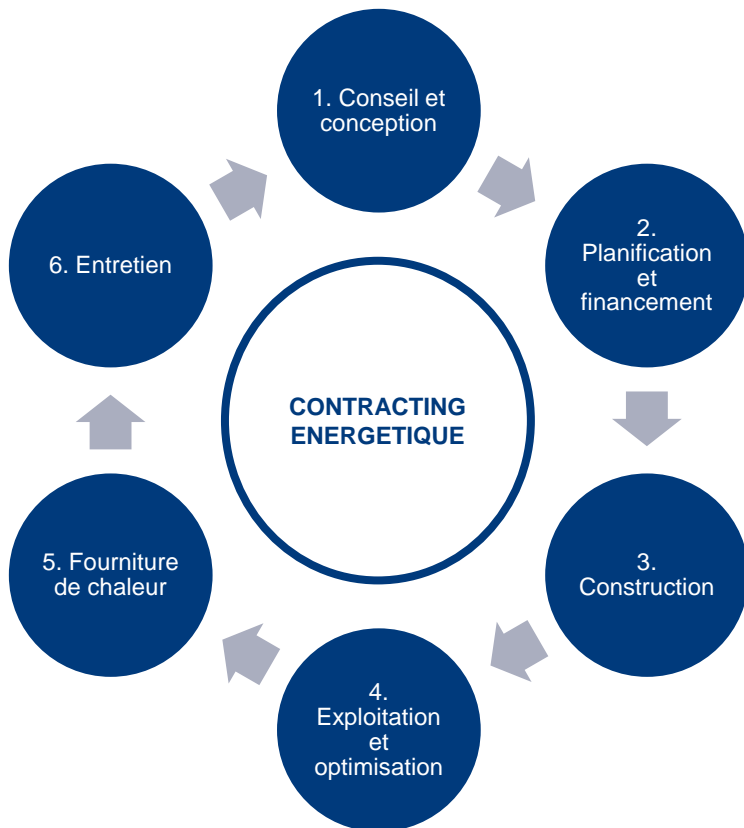 1. Conseil et
conception
2.
Planification
et
financement
3.
Construction
4.
Exploitation
et
optimisation
5. Fourniture
de chaleur
6. Entretien
CONTRACTING
ENERGETIQUE